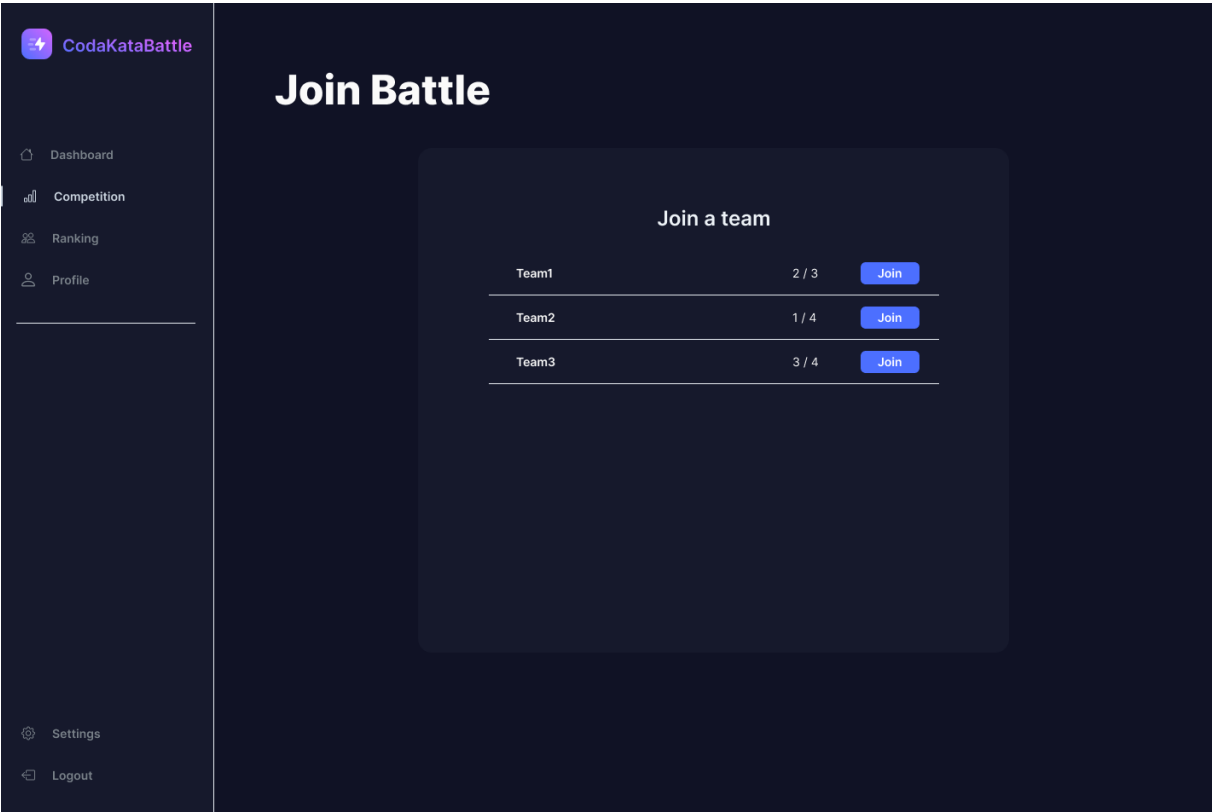 CodaKataBattle
Dashboard
Competition
Ranking
Profile
Settings
Logout
Join Battle
Join a team
Team1 2 / 3 Join
Team2 1 / 4 Join
Team3 3 / 4 Join